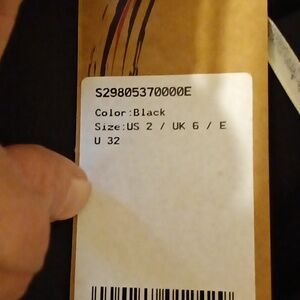 S29805370000E
Color:Black
Size:US 2 / UK 6 / E
U 32